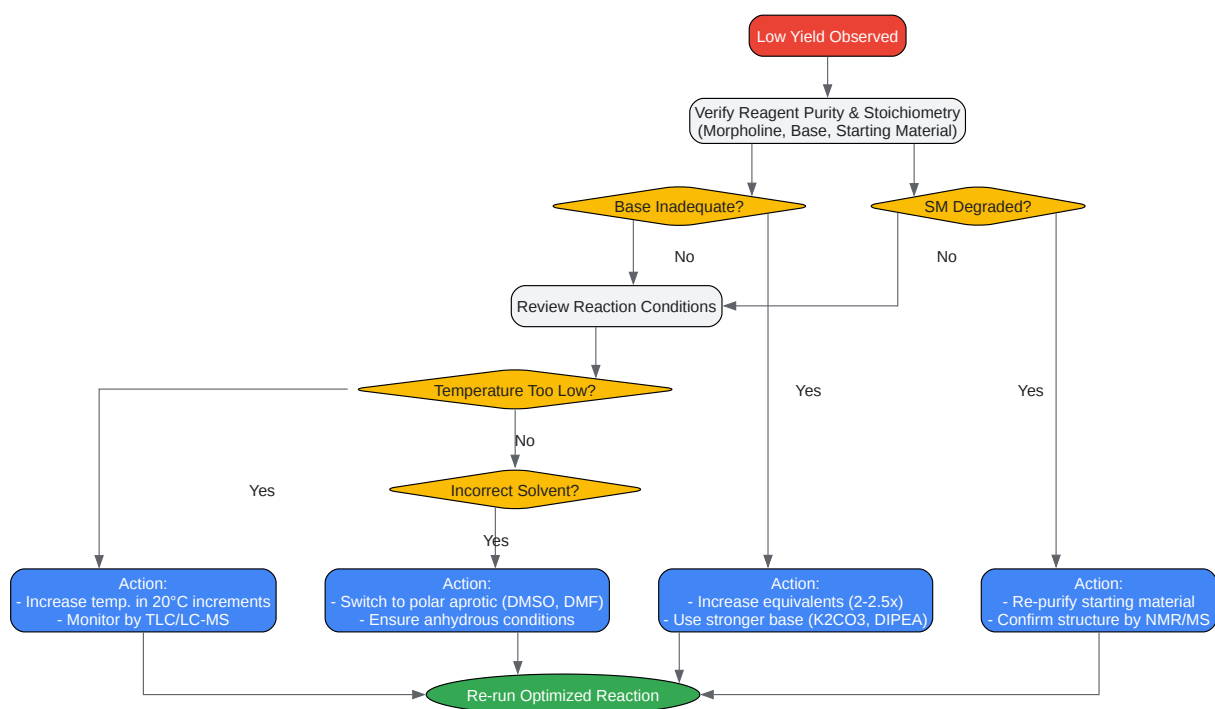 Low Yield Observed
Verify Reagent Purity & Stoichiometry
(Morpholine, Base, Starting Material)
Base Inadequate?
SM Degraded?
No
No
Review Reaction Conditions
Temperature Too Low?
Yes
Yes
No
Incorrect Solvent?
Yes
Yes
Action:
- Increase temp. in 20°C increments
- Monitor by TLC/LC-MS
Action:
- Switch to polar aprotic (DMSO, DMF)
- Ensure anhydrous conditions
Action:
- Increase equivalents (2-2.5x)
- Use stronger base (K2CO3, DIPEA)
Action:
- Re-purify starting material
- Confirm structure by NMR/MS
Re-run Optimized Reaction